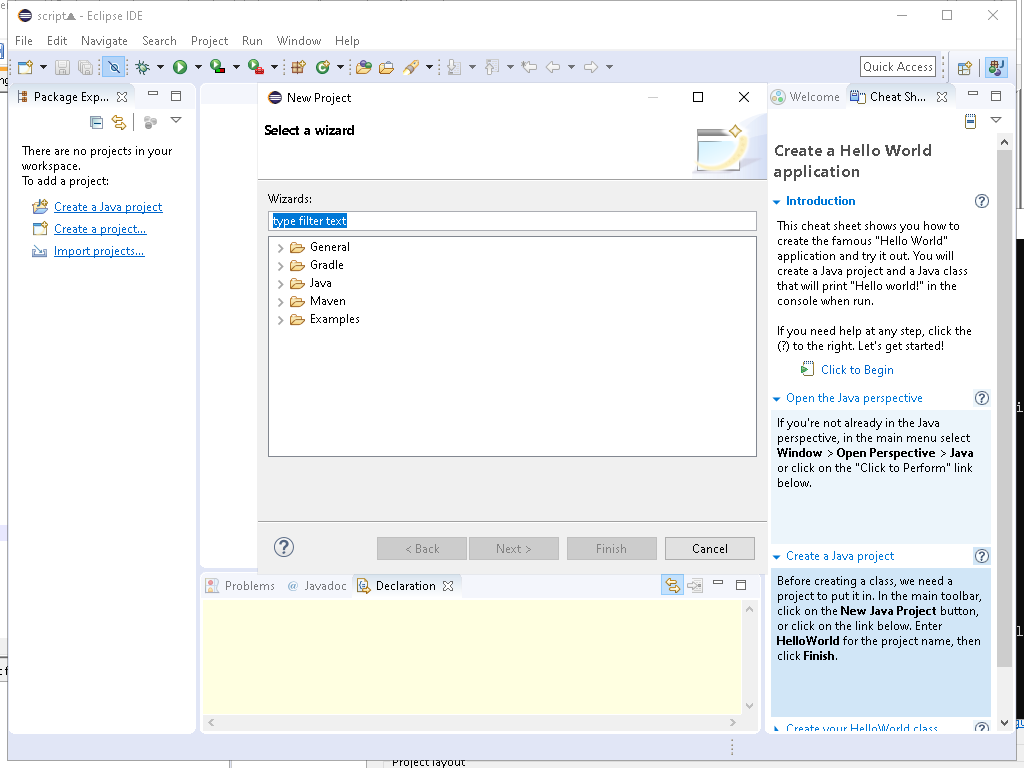 script - Eclipse IDE
File Edit Navigate Search Project Run Window Help
Quick Access
Package Exp...
There are no projects in your
workspace.
To add a project:
Create a Java project
Create a project...
Import projects...
New Project
Select a wizard
Wizards:
type filter text
General
Gradle
Java
Maven
Examples
< Back
Next >
Finish
Cancel
Problems
@ Javadoc
Declaration
Welcome
Cheat Sh...
Create a Hello World
application
Introduction
This cheat sheet shows you how to
create the famous "Hello World"
application and try it out. You will
create a Java project and a Java class
that will print "Hello world!" in the
console when run.
If you need help at any step, click the
(?) to the right. Let's get started!
Click to Begin
Open the Java perspective
If you're not already in the Java
perspective, in the main menu select
Window > Open Perspective > Java
or click on the "Click to Perform" link
below.
Create a Java project
Before creating a class, we need a
project to put it in. In the main toolbar,
click on the New Java Project button,
or click on the link below. Enter
HelloWorld for the project name, then
click Finish.
Create your HelloWorld class
Project layout